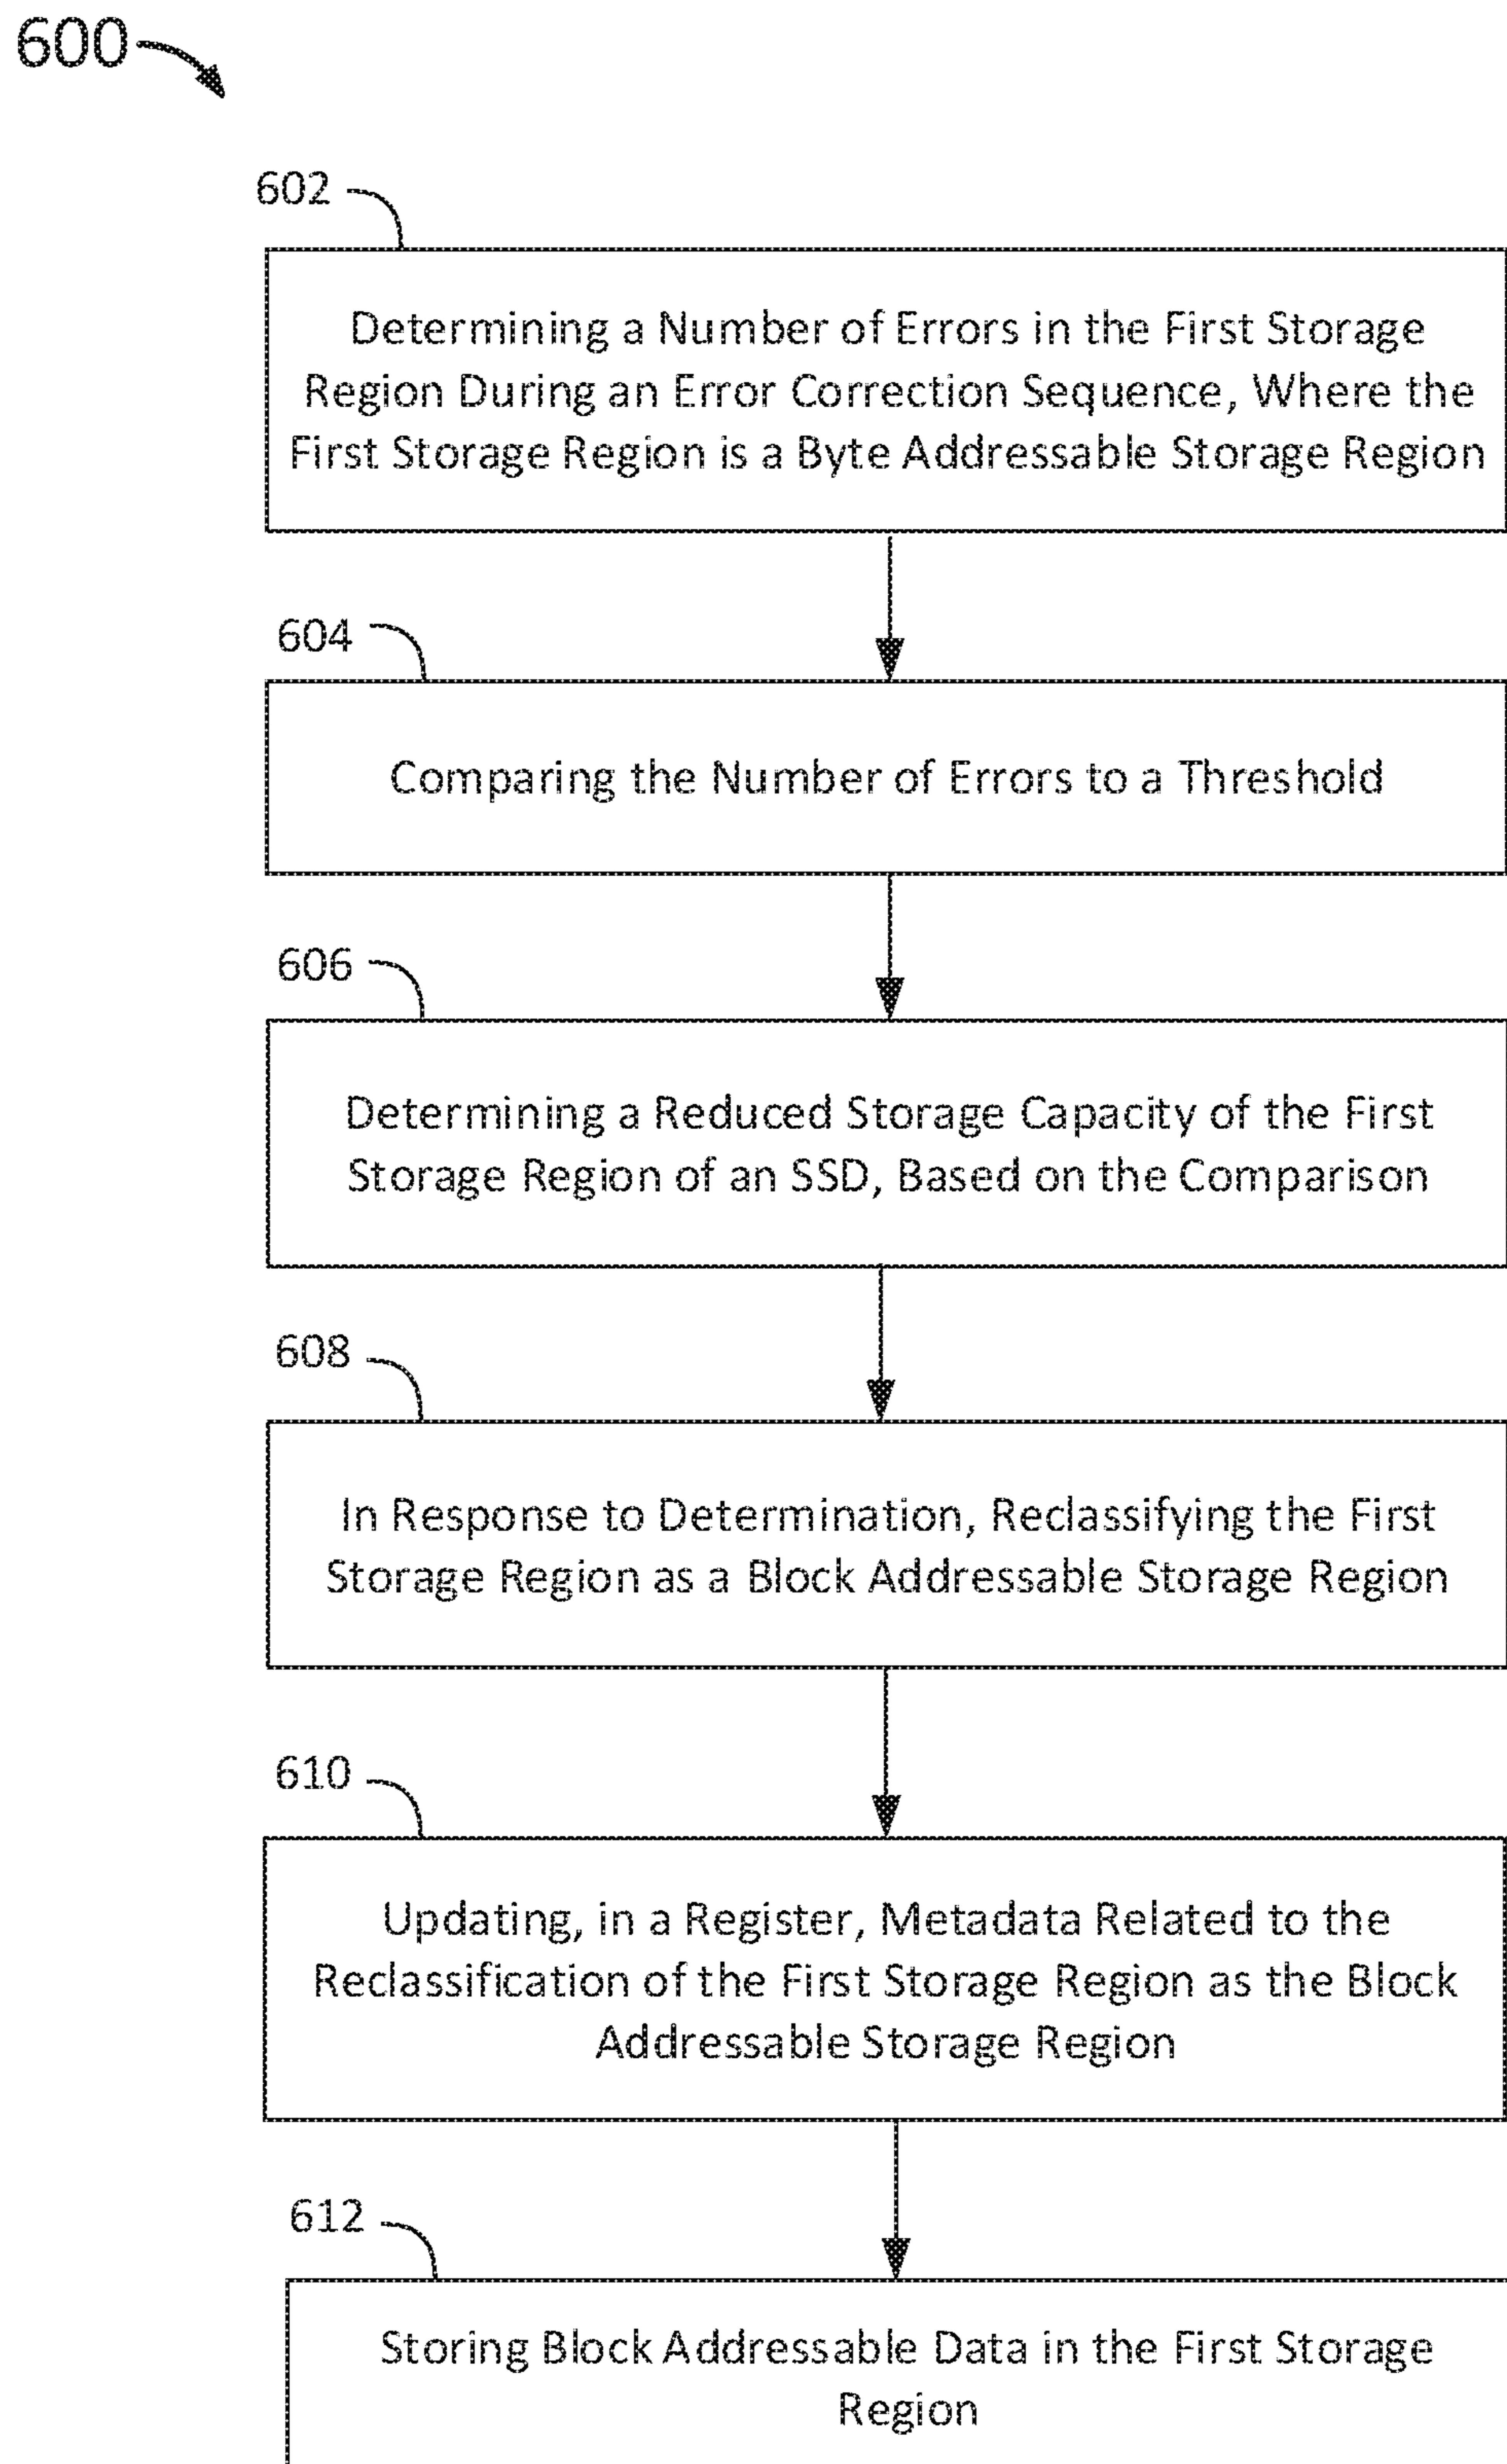 600
602
Determining a Number of Errors in the First Storage
Region During an Error Correction Sequence, Where the
First Storage Region is a Byte Addressable Storage Region
604
Comparing the Number of Errors to a Threshold
606
Determining a Reduced Storage Capacity of the First
Storage Region of an SSD, Based on the Comparison
608
In Response to Determination, Reclassifying the First
Storage Region as a Block Addressable Storage Region
610
Updating, in a Register, Metadata Related to the
Reclassification of the First Storage Region as the Block
Addressable Storage Region
612
Storing Block Addressable Data in the First Storage
Region